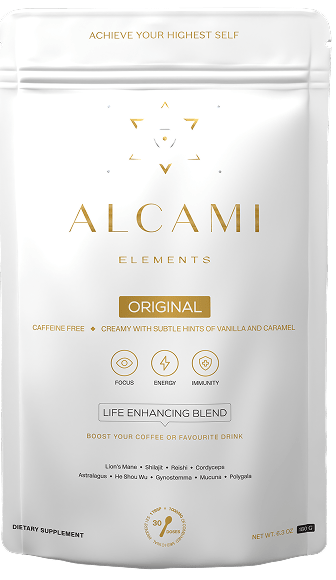 ACHIEVE YOUR HIGHEST SELF
ALCAMI
ELEMENTS
ORIGINAL
CAFFEINE FREE ◆ CREAMY WITH SUBTLE HINTS OF VANILLA AND CARAMEL
FOCUS ENERGY IMMUNITY
LIFE ENHANCING BLEND
BOOST YOUR COFFEE OR FAVOURITE DRINK
Lion's Mane • Shilajit • Reishi • Cordyceps
Astralagus • He Shou Wu • Gynostemma • Mucuna • Polygala
30
DOSES
DIETARY SUPPLEMENT
NET WT. 6.3 OZ